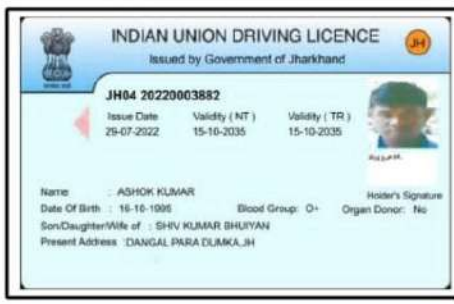 INDIAN UNION DRIVING LICENCE
Issued by Government of Jharkhand
JH
JH04 20220003882
Issue Date Validity ( NT ) Validity ( TR )
29-07-2022 15-10-2035 15-10-2035
Name : ASHOK KUMAR
Holder's Signature
Date Of Birth : 16-10-1995 Blood Group: O+ Organ Donor: No
Son/Daughter/Wife of : SHIV KUMAR BHUIYAN
Present Address :DANGAL PARA DUMKA,JH